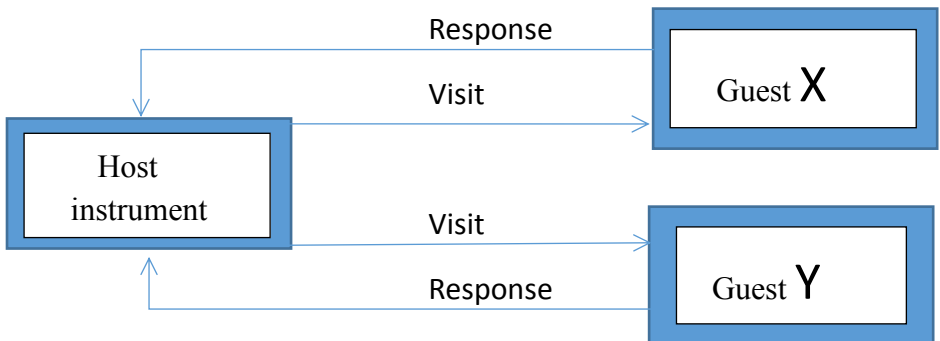 Response
Guest X
Visit
Host
instrument
Visit
Guest Y
Response